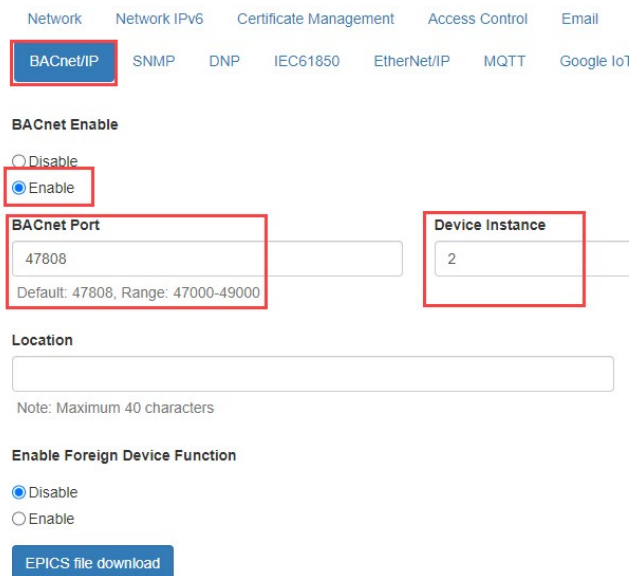 Network Network IPv6 Certificate Management Access Control Email
BACnet/IP SNMP DNP IEC61850 EtherNet/IP MQTT Google IoT
BACnet Enable
Disable
Enable
BACnet Port Device Instance
47808 2
Default: 47808, Range: 47000-49000
Location
Note: Maximum 40 characters
Enable Foreign Device Function
Disable
Enable
EPICS file download